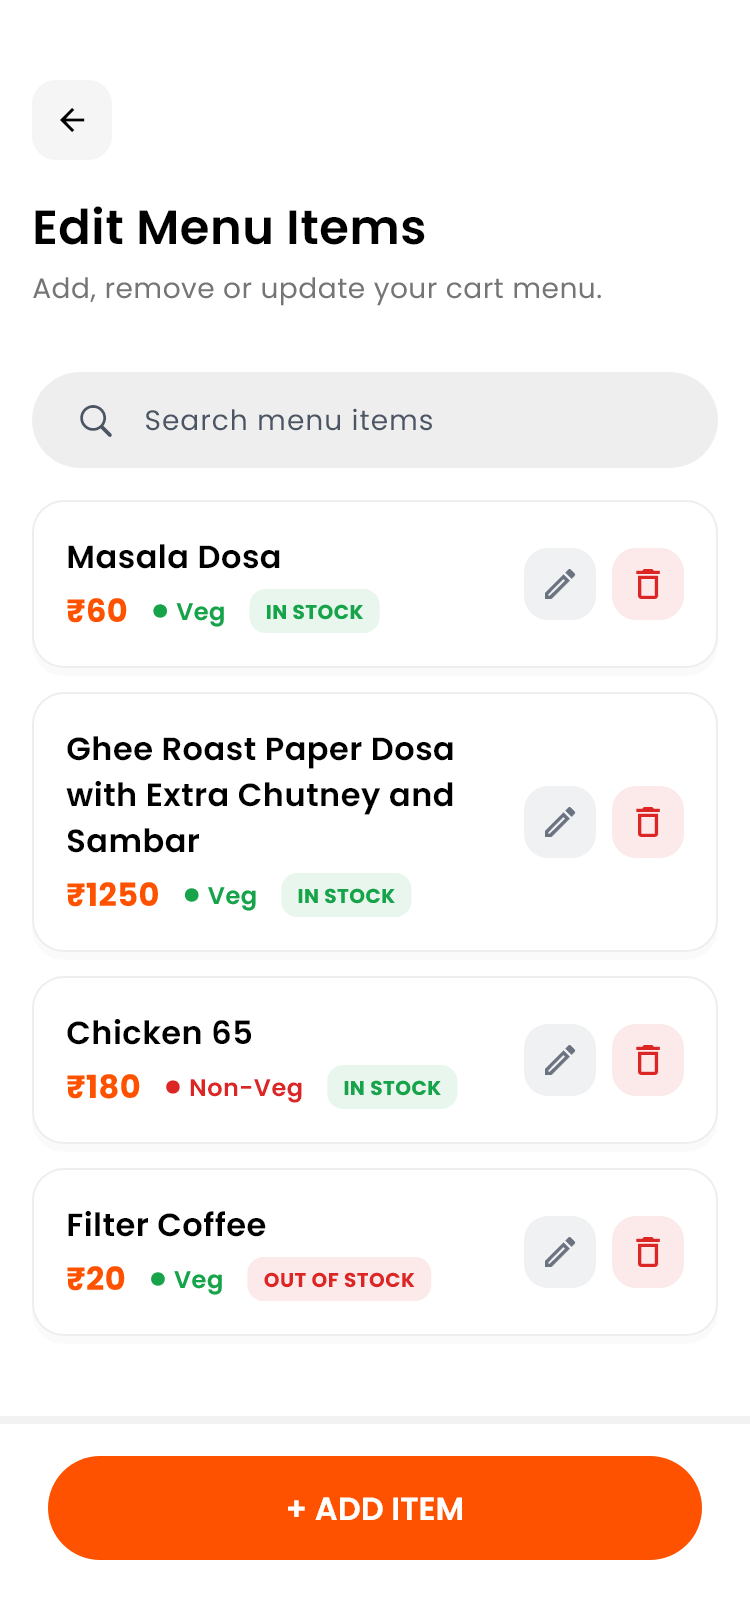 Edit Menu Items
Add, remove or update your cart menu.
Search menu items
Masala Dosa
₹60 Veg IN STOCK
Ghee Roast Paper Dosa
with Extra Chutney and
Sambar
₹1250 Veg IN STOCK
Chicken 65
₹180 Non-Veg IN STOCK
Filter Coffee
₹20 Veg OUT OF STOCK
+ ADD ITEM